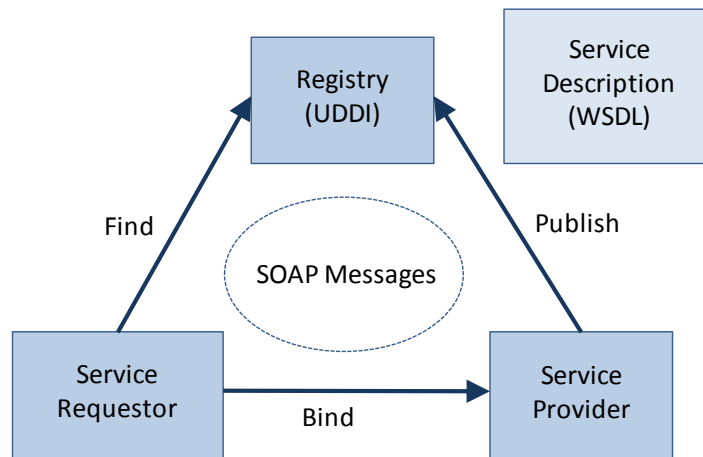 Registry
(UDDI)
Service
Description
(WSDL)
Find
Publish
SOAP Messages
Service
Requestor
Bind
Service
Provider